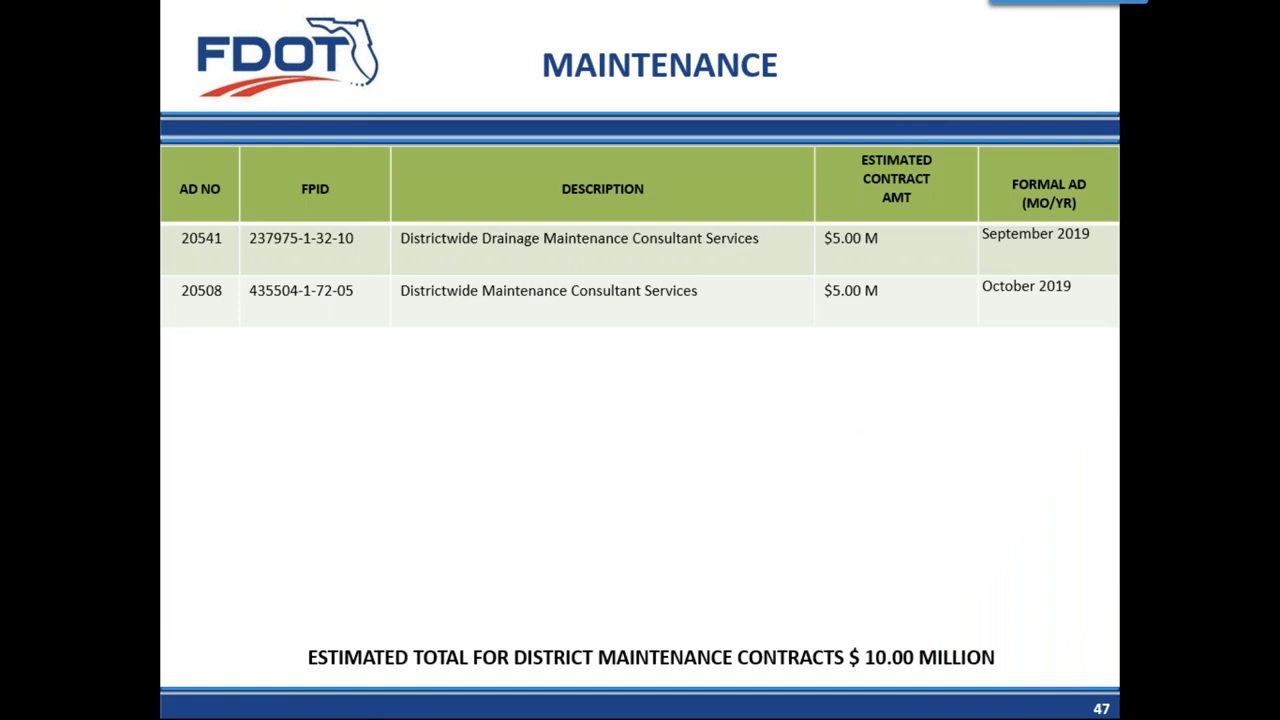 FDOT
MAINTENANCE
AD NO
FPID
DESCRIPTION
ESTIMATED
CONTRACT
AMT
FORMAL AD
(MO/YR)
20541 237975-1-32-10 Districtwide Drainage Maintenance Consultant Services $5.00 M September 2019
20508 435504-1-72-05 Districtwide Maintenance Consultant Services $5.00 M October 2019
ESTIMATED TOTAL FOR DISTRICT MAINTENANCE CONTRACTS $ 10.00 MILLION
47